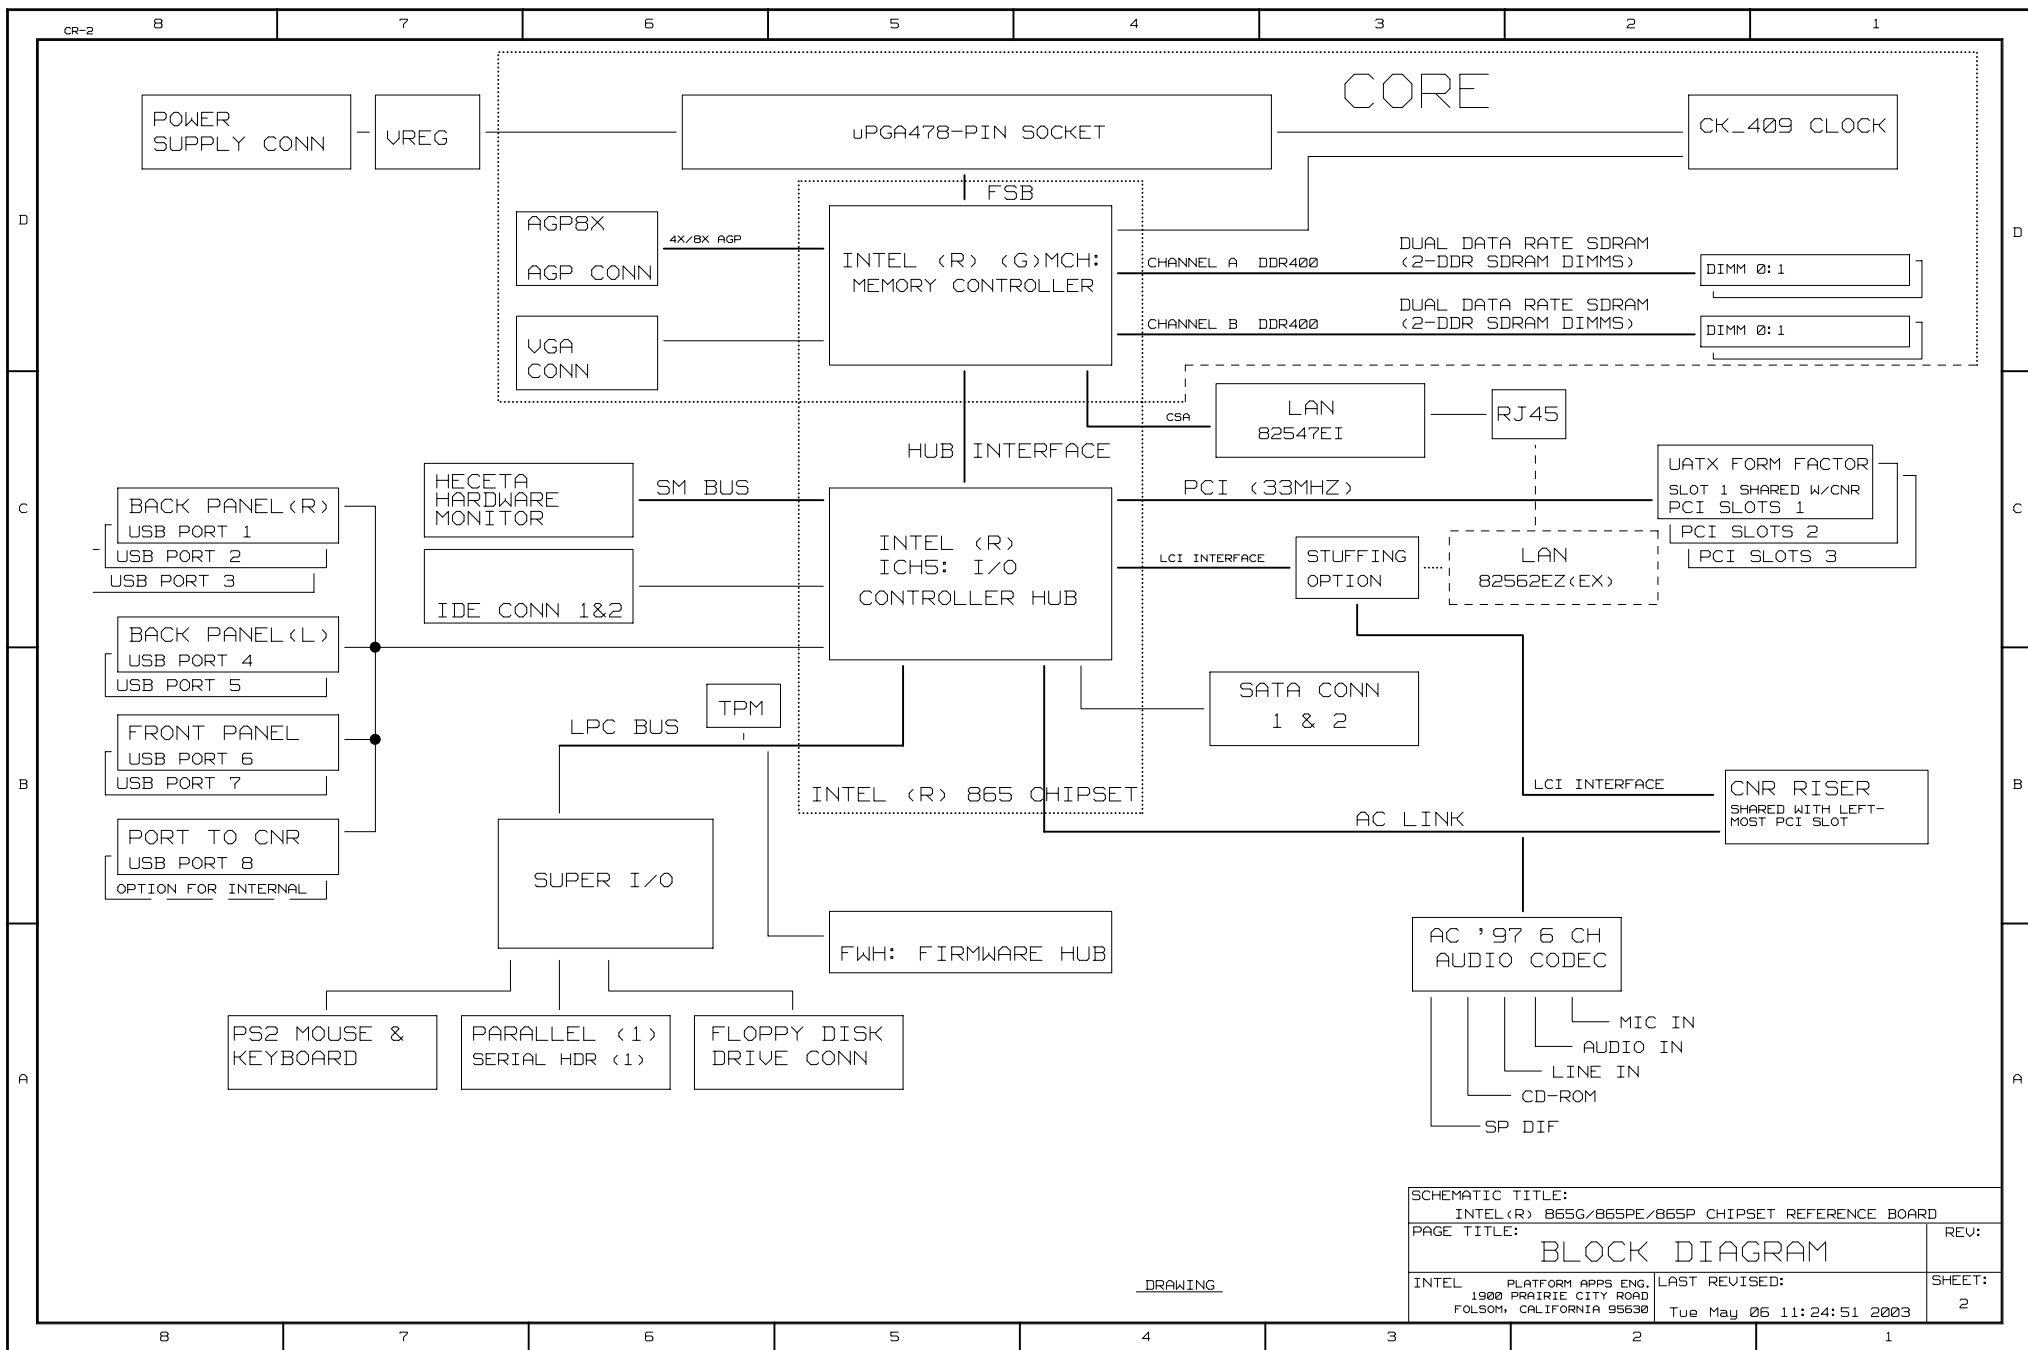 CR-2
8 7 6 5 4 3 2 1
CORE
POWER
SUPPLY CONN
VREG
uPGA478-PIN SOCKET
CK_409 CLOCK
FSB
D
D
AGP8X
AGP CONN
4X/8X AGP
INTEL (R) (G)MCH:
MEMORY CONTROLLER
CHANNEL A DDR400
DUAL DATA RATE SDRAM
(2-DDR SDRAM DIMMS)
DIMM 0:1
CHANNEL B DDR400
DUAL DATA RATE SDRAM
(2-DDR SDRAM DIMMS)
DIMM 0:1
VGA
CONN
CSA
LAN
82547EI
RJ45
HUB INTERFACE
HECETA
HARDWARE
MONITOR
SM BUS
PCI (33MHZ)
UATX FORM FACTOR
SLOT 1 SHARED W/CNR
PCI SLOTS 1
PCI SLOTS 2
PCI SLOTS 3
C
C
BACK PANEL(R)
USB PORT 1
USB PORT 2
USB PORT 3
IDE CONN 1&2
INTEL (R)
ICH5: I/O
CONTROLLER HUB
LCI INTERFACE
STUFFING
OPTION
LAN
82562EZ(EX)
BACK PANEL(L)
USB PORT 4
USB PORT 5
FRONT PANEL
USB PORT 6
USB PORT 7
PORT TO CNR
USB PORT 8
OPTION FOR INTERNAL
TPM
LPC BUS
SATA CONN
1 & 2
B
B
INTEL (R) 865 CHIPSET
LCI INTERFACE
AC LINK
CNR RISER
SHARED WITH LEFT-
MOST PCI SLOT
SUPER I/O
FWH: FIRMWARE HUB
AC '97 6 CH
AUDIO CODEC
PS2 MOUSE &
KEYBOARD
PARALLEL (1)
SERIAL HDR (1)
FLOPPY DISK
DRIVE CONN
MIC IN
AUDIO IN
LINE IN
CD-ROM
SP DIF
A
A
SCHEMATIC TITLE:
INTEL(R) 865G/865PE/865P CHIPSET REFERENCE BOARD
PAGE TITLE:
BLOCK DIAGRAM
REV:
INTEL
PLATFORM APPS ENG.
1900 PRAIRIE CITY ROAD
FOLSOM, CALIFORNIA 95630
LAST REVISED:
Tue May 06 11:24:51 2003
SHEET:
2
DRAWING
8 7 6 5 4 3 2 1